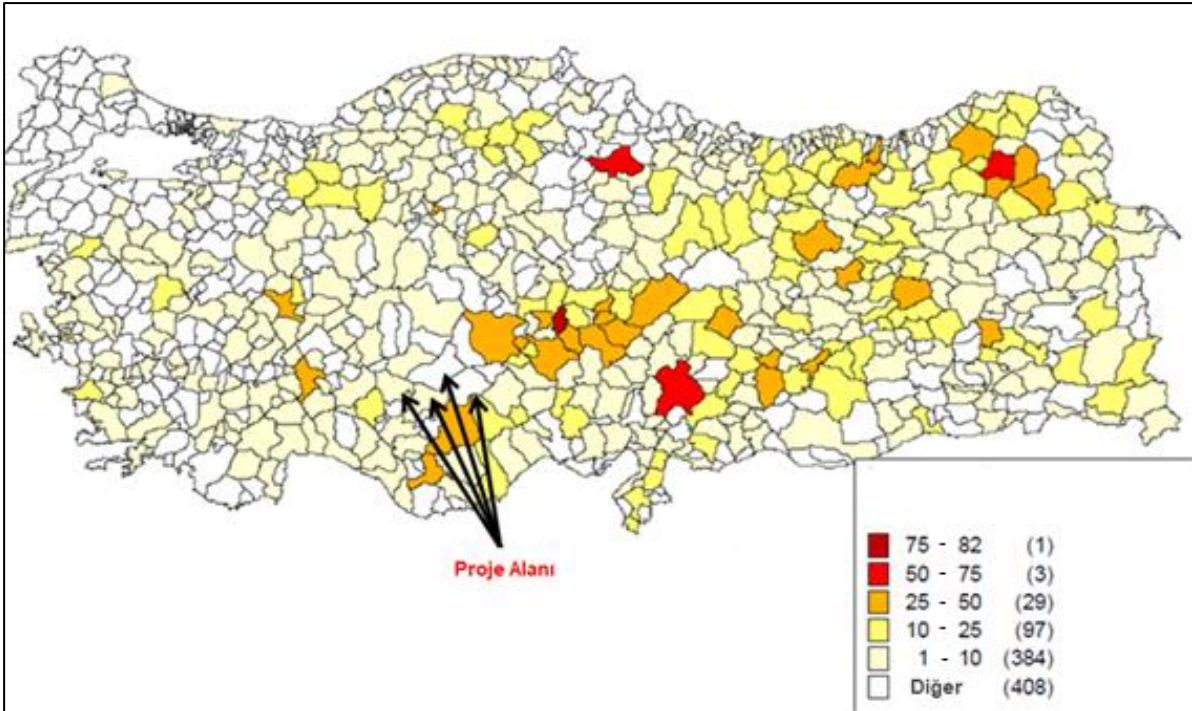 Proje Alanı
75 - 82 (1)
50 - 75 (3)
25 - 50 (29)
10 - 25 (97)
1 - 10 (384)
Diğer (408)